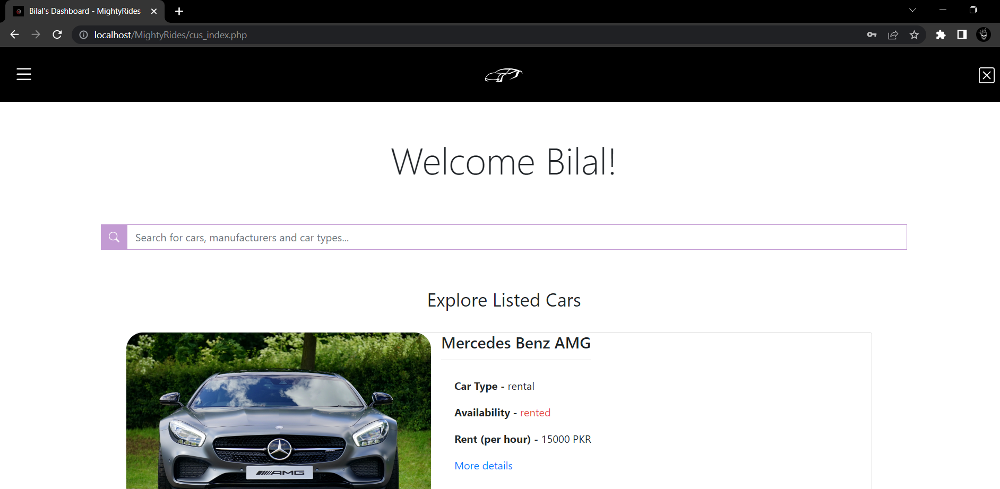 Bilal's Dashboard - MightyRides
localhost/MightyRides/cus_index.php
Welcome Bilal!
Search for cars, manufacturers and car types...
Explore Listed Cars
Mercedes Benz AMG
Car Type - rental
Availability - rented
Rent (per hour) - 15000 PKR
More details
AMG